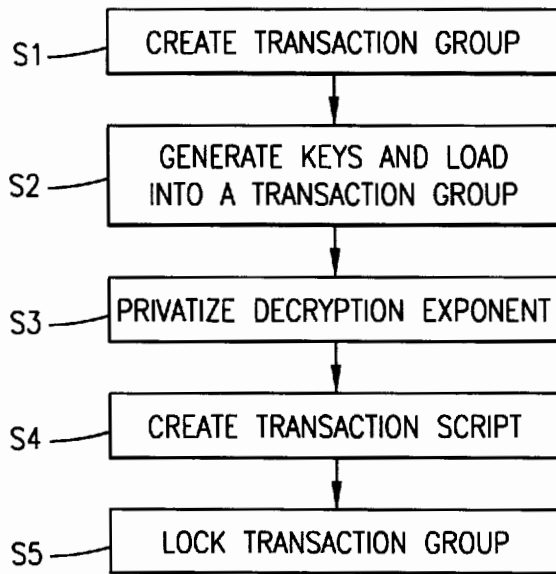 S1 CREATE TRANSACTION GROUP
S2 GENERATE KEYS AND LOAD
INTO A TRANSACTION GROUP
S3 PRIVATIZE DECRYPTION EXPONENT
S4 CREATE TRANSACTION SCRIPT
S5 LOCK TRANSACTION GROUP